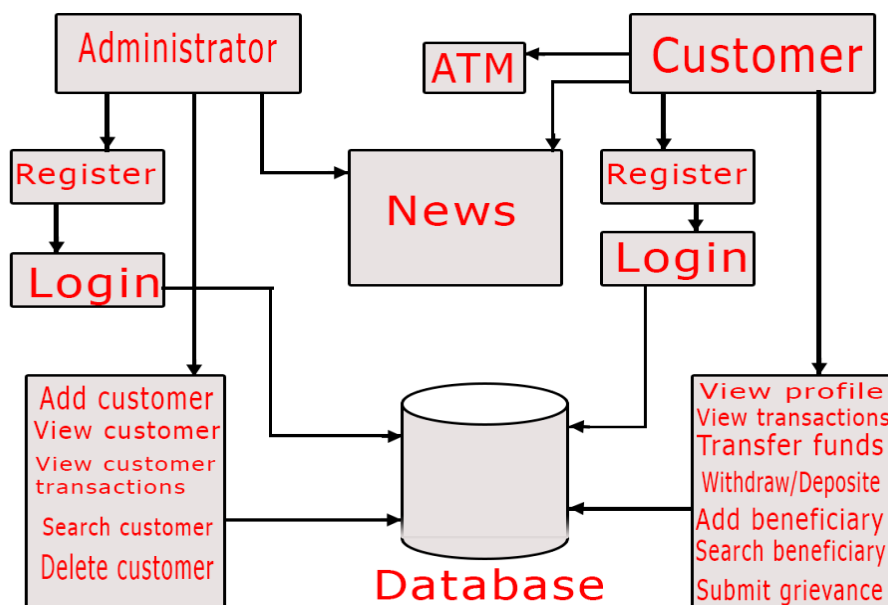 Administrator
ATM
Customer
Register
News
Register
Login
Login
Add customer
View customer
View customer
transactions
Search customer
Delete customer
View profile
View transactions
Transfer funds
Withdraw/Deposite
Add beneficiary
Search beneficiary
Submit grievance
Database